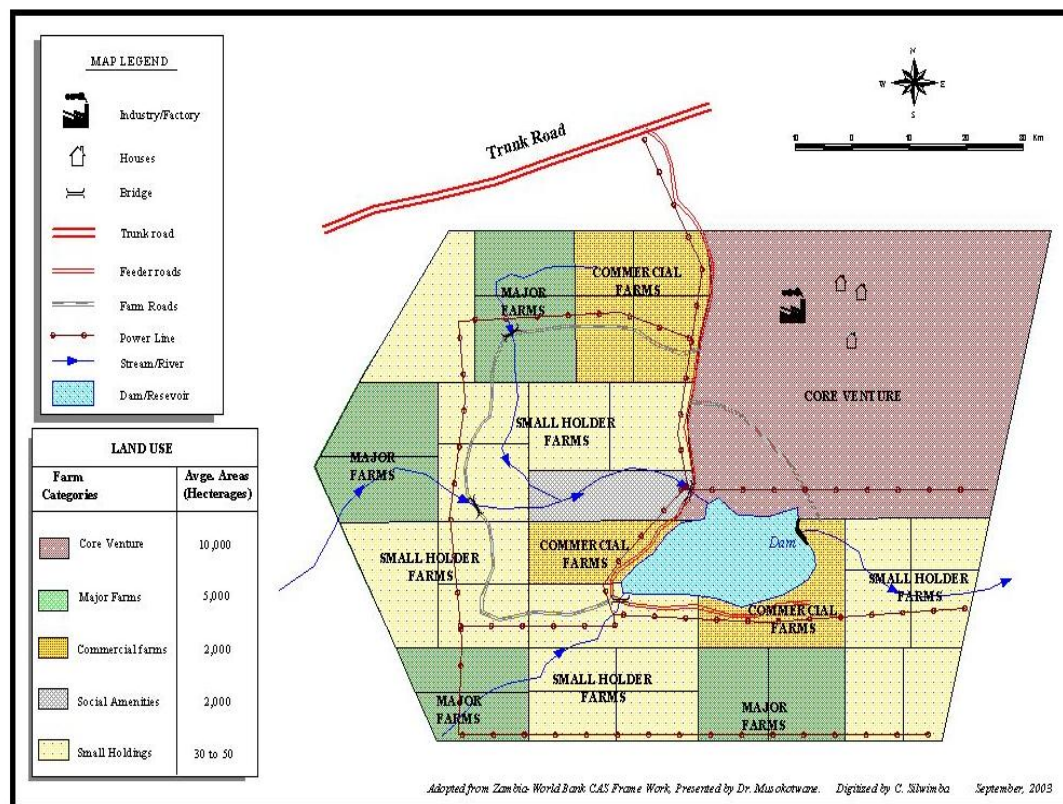 MAP LEGEND
Industry/Factory
Houses
Bridge
Trunk road
Feeder roads
Farm Roads
Power Line
Stream/River
Dam/Resevoir
LAND USE
Farm
Categories
Avge. Areas
(Hecterages)
Core Venture
10,000
Major Farms
5,000
Commercial farms
2,000
Social Amenities
2,000
Small Holdings
30 to 50
N
W
E
S
10
0
10
20
30
Km
Trunk Road
COMMERCIAL
FARMS
MAJOR
FARMS
CORE VENTURE
SMALL HOLDER
FARMS
MAJOR
FARMS
COMMERCIAL
FARMS
Dam
SMALL HOLDER
FARMS
SMALL HOLDER
FARMS
COMMERCIAL
FARMS
SMALL HOLDER
FARMS
MAJOR
FARMS
MAJOR
FARMS
Adopted from Zambia- World Bank CAS Frame Work, Presented by Dr. Musokotwane. Digitized by C. Silwimba September, 2003